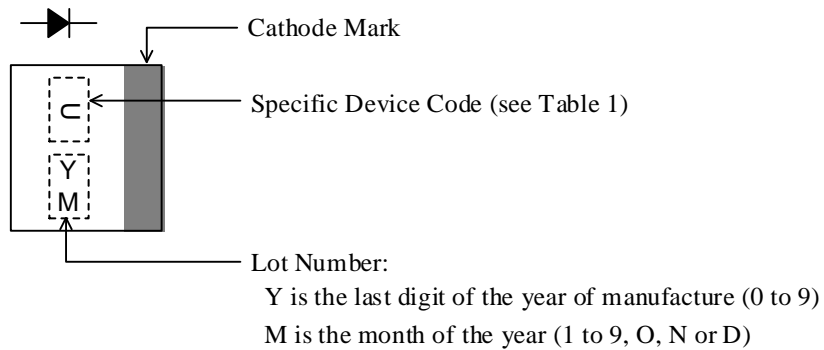 Cathode Mark
U
Specific Device Code (see Table 1)
Y
M
Lot Number:
Y is the last digit of the year of manufacture (0 to 9)
M is the month of the year (1 to 9, O, N or D)